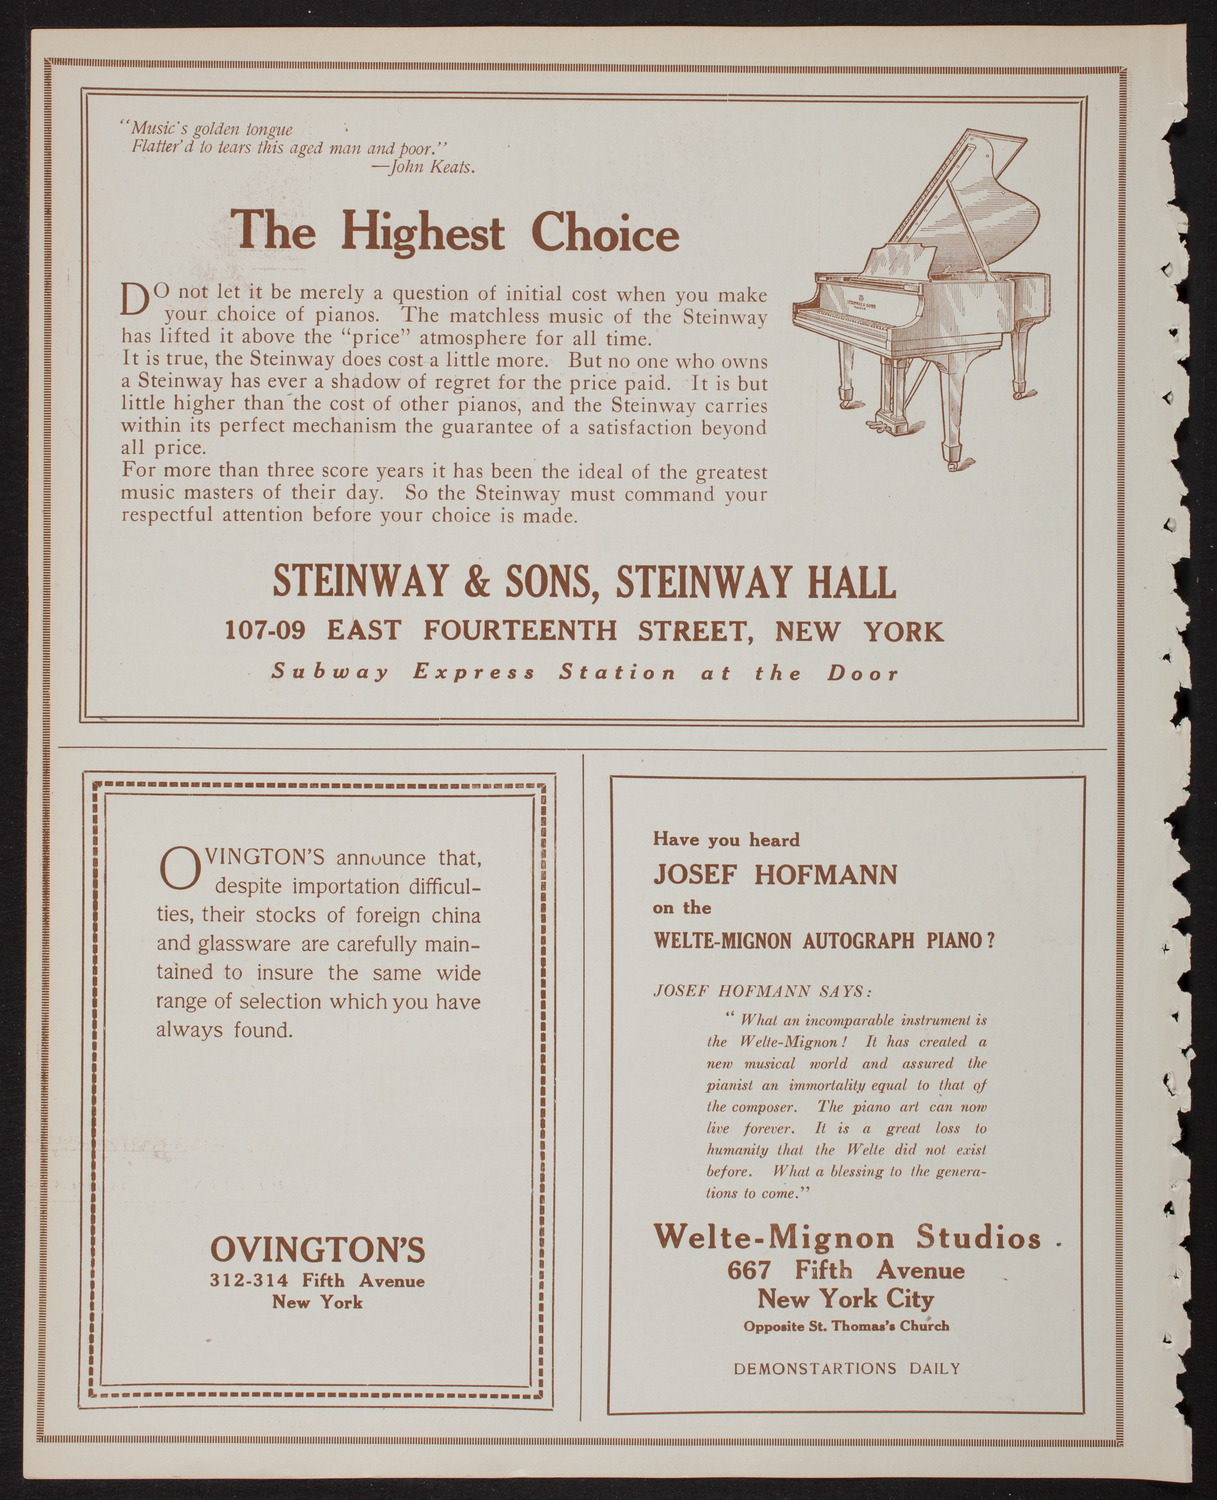 "Music's golden tongue
Flatter'd to tears this aged man and poor."
—John Keats.
The Highest Choice
DO not let it be merely a question of initial cost when you make
your choice of pianos. The matchless music of the Steinway
has lifted it above the "price" atmosphere for all time.
It is true, the Steinway does cost a little more. But no one who owns
a Steinway has ever a shadow of regret for the price paid. It is but
little higher than the cost of other pianos, and the Steinway carries
within its perfect mechanism the guarantee of a satisfaction beyond
all price.
For more than three score years it has been the ideal of the greatest
music masters of their day. So the Steinway must command your
respectful attention before your choice is made.
STEINWAY & SONS, STEINWAY HALL
107-09 EAST FOURTEENTH STREET, NEW YORK
Subway Express Station at the Door
OVINGTON'S announce that,
despite importation difficul-
ties, their stocks of foreign china
and glassware are carefully main-
tained to insure the same wide
range of selection which you have
always found.
OVINGTON'S
312-314 Fifth Avenue
New York
Have you heard
JOSEF HOFMANN
on the
WELTE-MIGNON AUTOGRAPH PIANO?
JOSEF HOFMANN SAYS:
"What an incomparable instrument is
the Welte-Mignon! It has created a
new musical world and assured the
pianist an immortality equal to that of
the composer. The piano art can now
live forever. It is a great loss to
humanity that the Welte did not exist
before. What a blessing to the genera-
tions to come."
Welte-Mignon Studios
667 Fifth Avenue
New York City
Opposite St. Thomas's Church
DEMONSTARTIONS DAILY